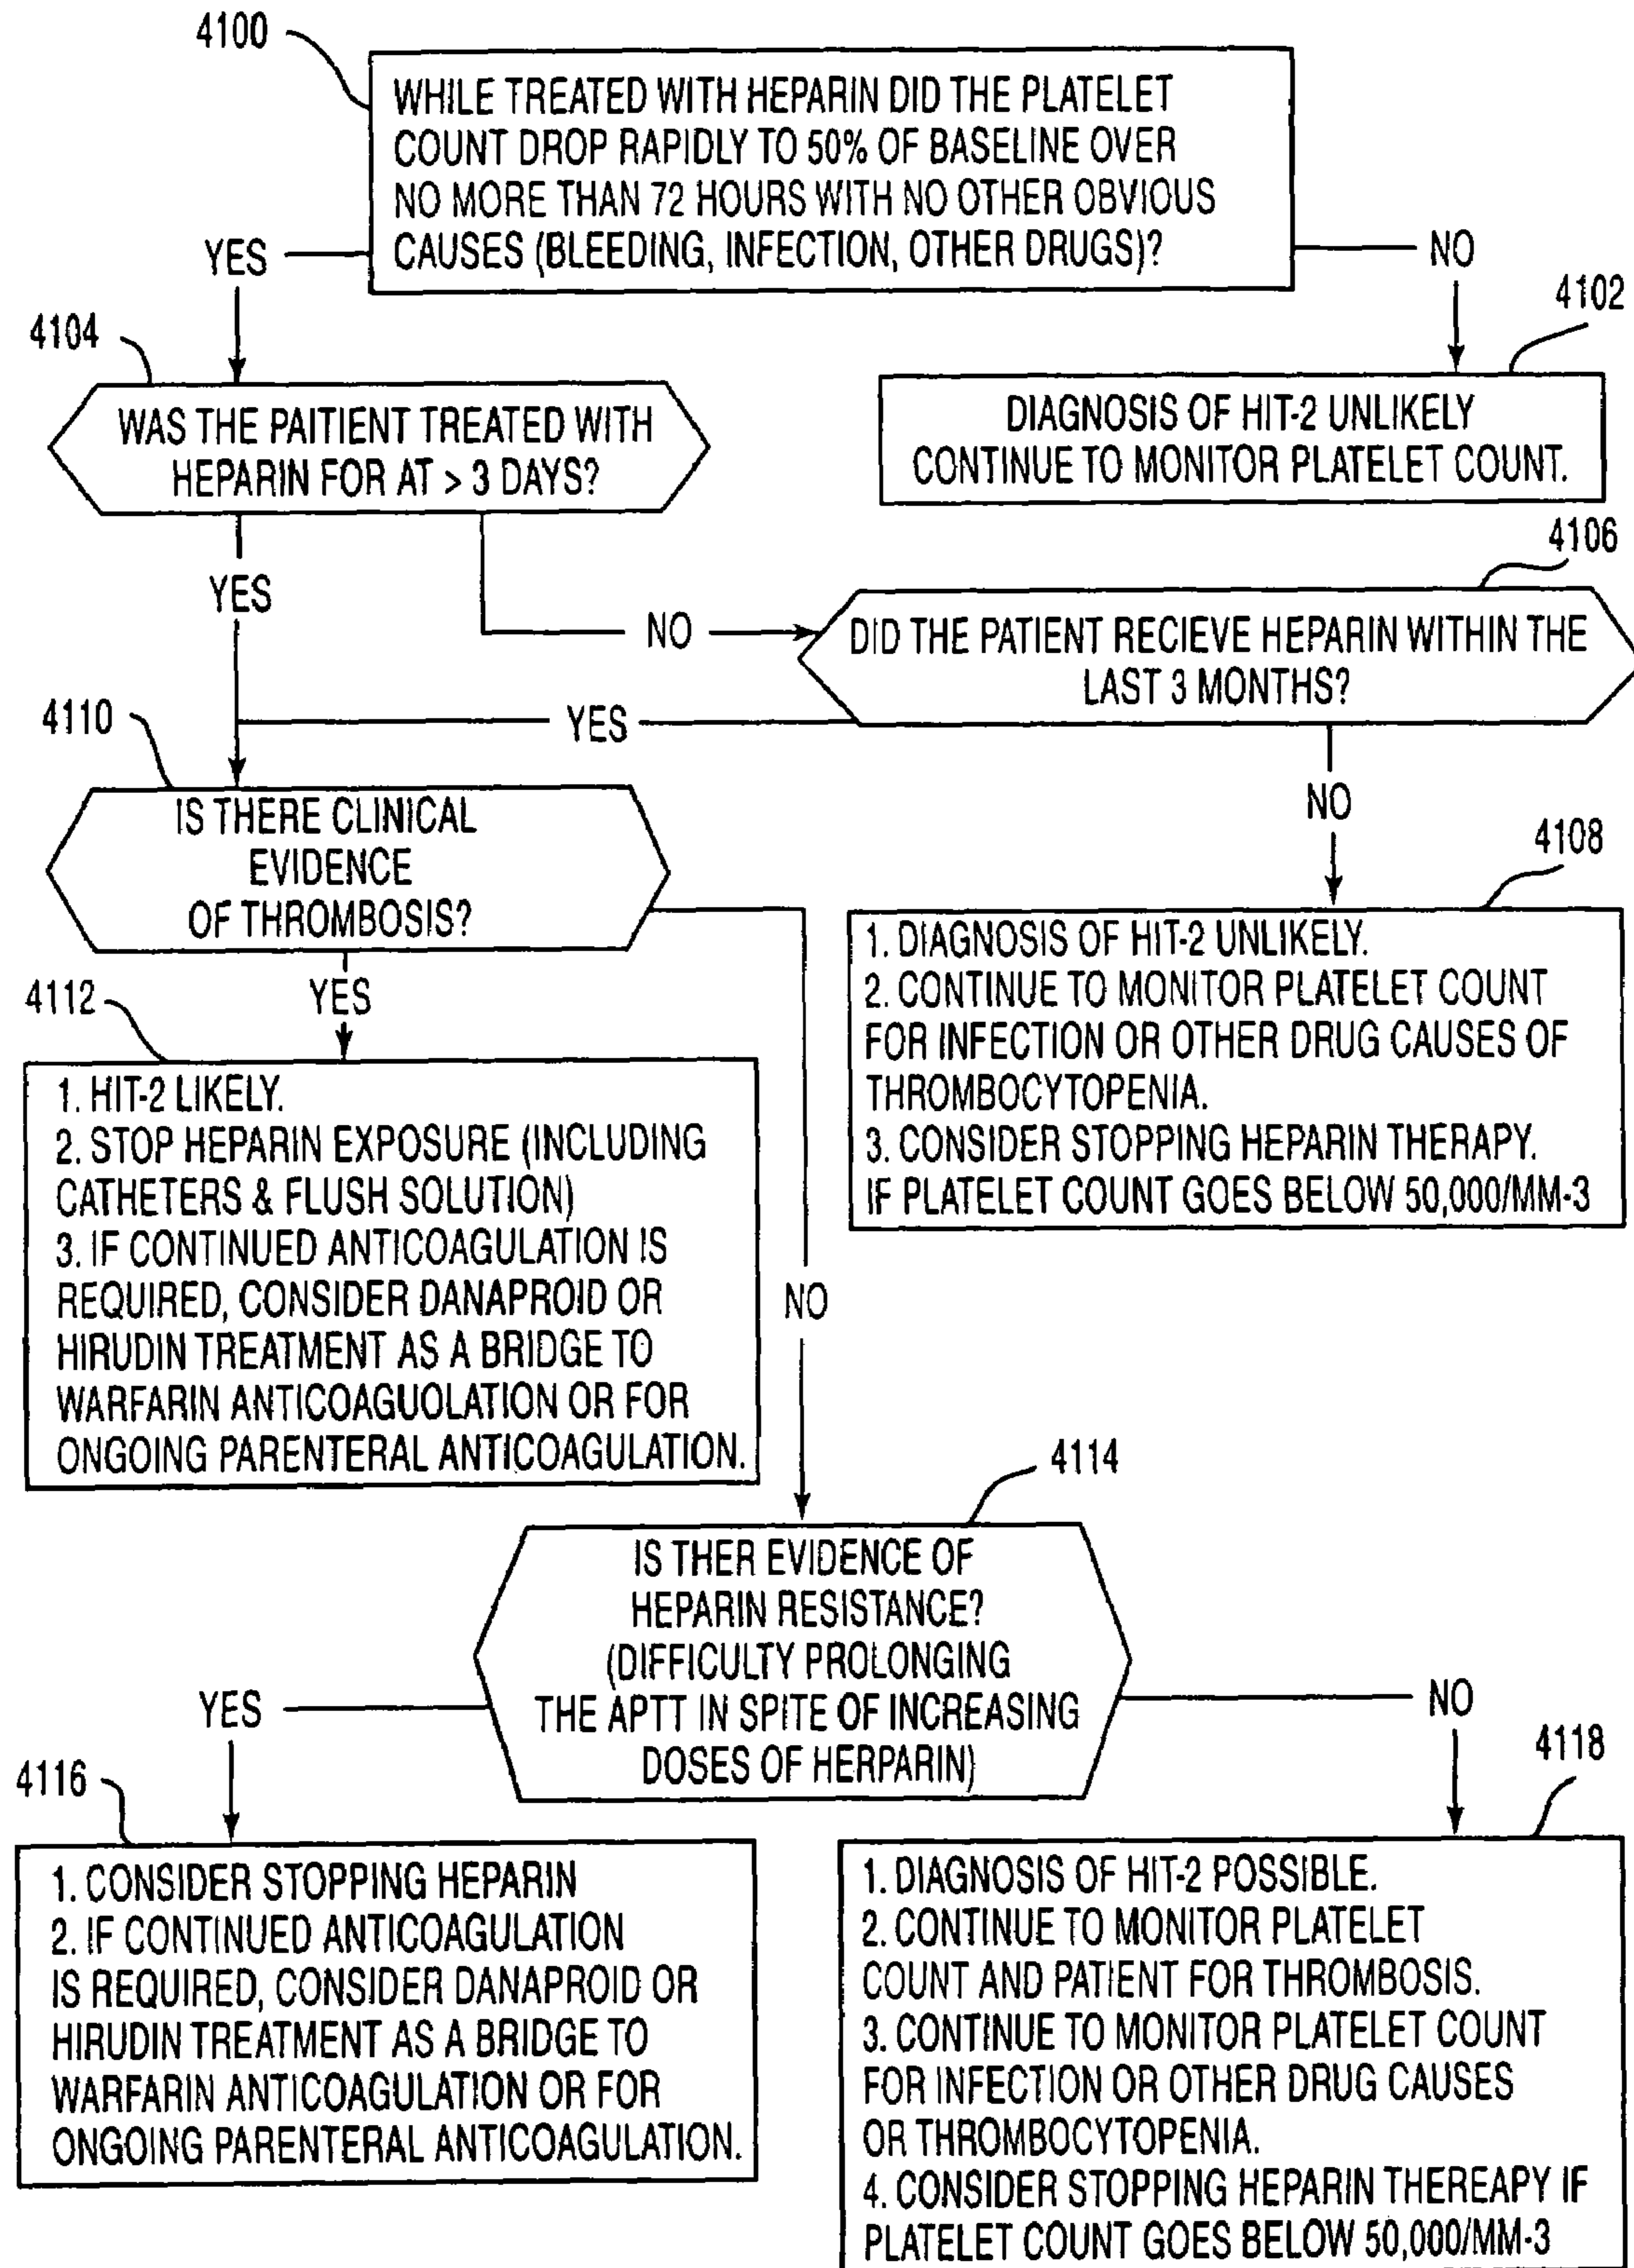 4100
WHILE TREATED WITH HEPARIN DID THE PLATELET
COUNT DROP RAPIDLY TO 50% OF BASELINE OVER
NO MORE THAN 72 HOURS WITH NO OTHER OBVIOUS
CAUSES (BLEEDING, INFECTION, OTHER DRUGS)?
YES
NO
4102
DIAGNOSIS OF HIT-2 UNLIKELY
CONTINUE TO MONITOR PLATELET COUNT.
4104
WAS THE PAITIENT TREATED WITH
HEPARIN FOR AT > 3 DAYS?
YES
NO
4106
DID THE PATIENT RECIEVE HEPARIN WITHIN THE
LAST 3 MONTHS?
YES
NO
4108
1. DIAGNOSIS OF HIT-2 UNLIKELY.
2. CONTINUE TO MONITOR PLATELET COUNT
FOR INFECTION OR OTHER DRUG CAUSES OF
THROMBOCYTOPENIA.
3. CONSIDER STOPPING HEPARIN THERAPY.
IF PLATELET COUNT GOES BELOW 50,000/MM-3
4110
IS THERE CLINICAL
EVIDENCE
OF THROMBOSIS?
YES
NO
4112
1. HIT-2 LIKELY.
2. STOP HEPARIN EXPOSURE (INCLUDING
CATHETERS & FLUSH SOLUTION)
3. IF CONTINUED ANTICOAGULATION IS
REQUIRED, CONSIDER DANAPROID OR
HIRUDIN TREATMENT AS A BRIDGE TO
WARFARIN ANTICOAGUOLATION OR FOR
ONGOING PARENTERAL ANTICOAGULATION.
4114
IS THER EVIDENCE OF
HEPARIN RESISTANCE?
(DIFFICULTY PROLONGING
THE APTT IN SPITE OF INCREASING
DOSES OF HERPARIN)
YES
NO
4116
1. CONSIDER STOPPING HEPARIN
2. IF CONTINUED ANTICOAGULATION
IS REQUIRED, CONSIDER DANAPROID OR
HIRUDIN TREATMENT AS A BRIDGE TO
WARFARIN ANTICOAGULATION OR FOR
ONGOING PARENTERAL ANTICOAGULATION.
4118
1. DIAGNOSIS OF HIT-2 POSSIBLE.
2. CONTINUE TO MONITOR PLATELET
COUNT AND PATIENT FOR THROMBOSIS.
3. CONTINUE TO MONITOR PLATELET COUNT
FOR INFECTION OR OTHER DRUG CAUSES
OR THROMBOCYTOPENIA.
4. CONSIDER STOPPING HEPARIN THEREAPY IF
PLATELET COUNT GOES BELOW 50,000/MM-3